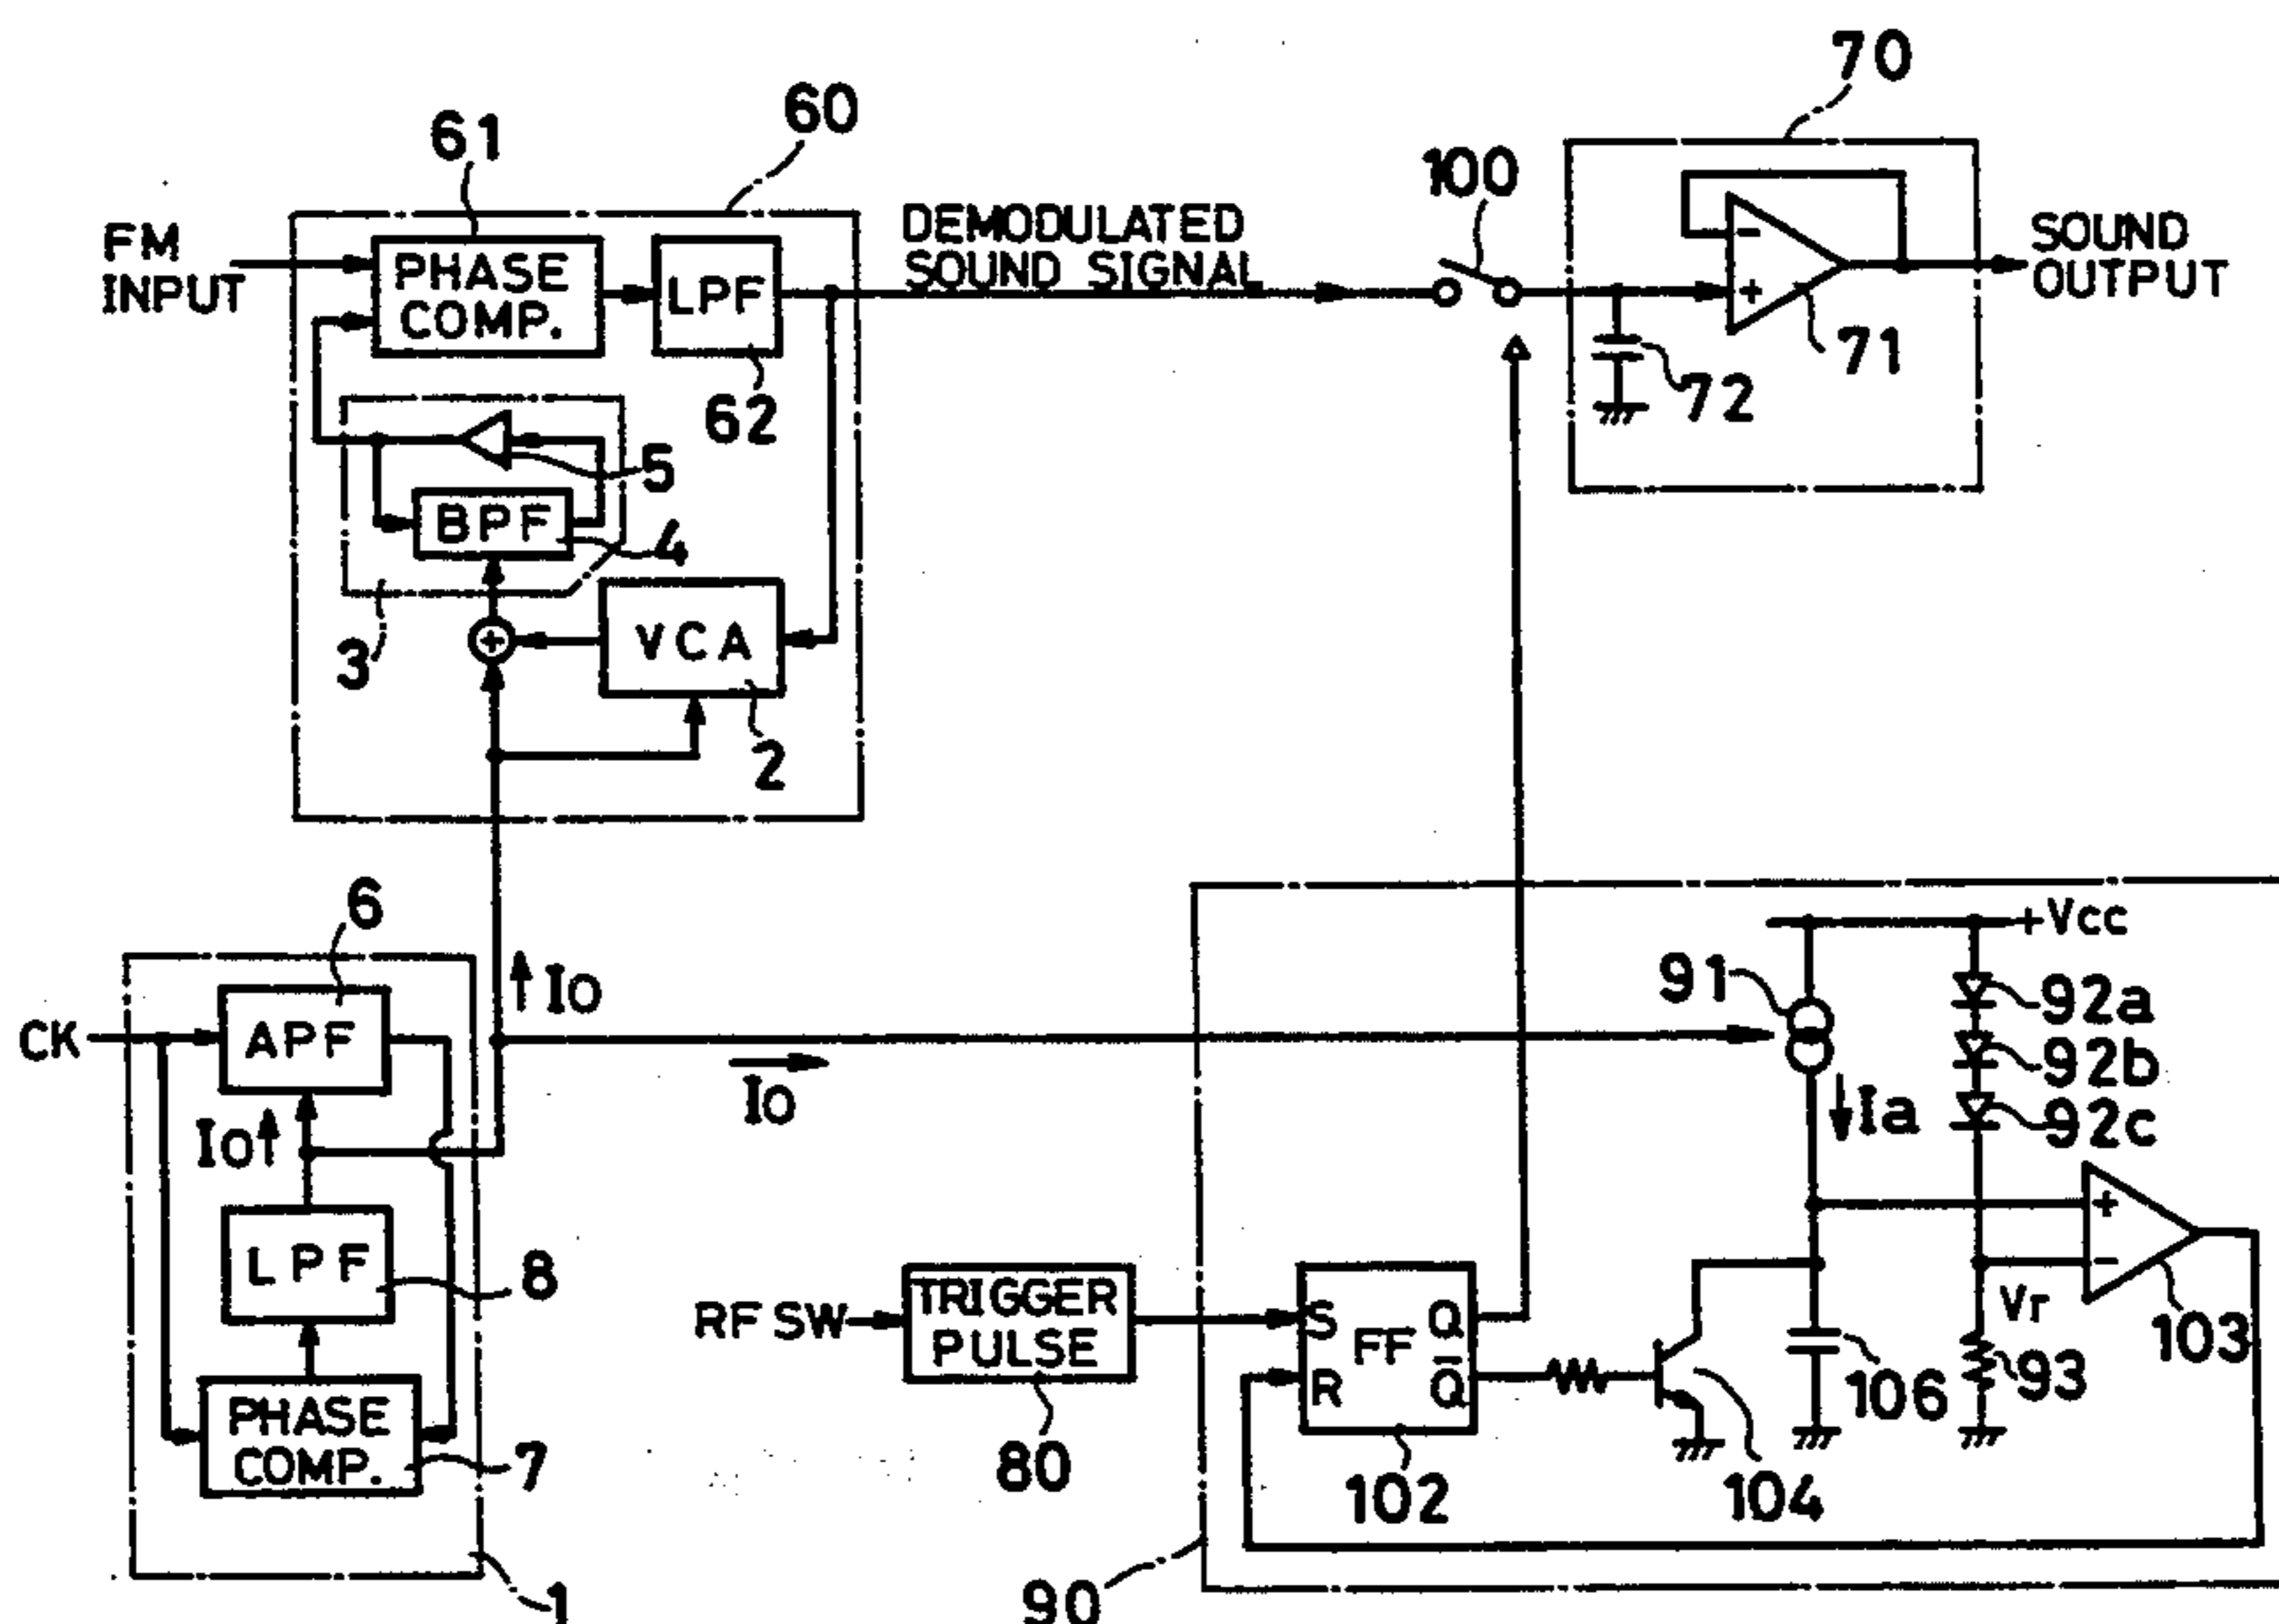 70
60
61
100
FM
INPUT
PHASE
COMP.
LPF
DEMODULATED
SOUND SIGNAL
-
+
SOUND
OUTPUT
71
72
62
5
BPF
4
+
VCA
3
2
6
Io
+Vcc
91
92a
92b
92c
CK
APF
Io
Io
Ia
LPF
8
+
-
Vr
103
RF SW
TRIGGER
PULSE
S
R
FF
Q
Q̅
106
93
PHASE
COMP.
7
80
102
104
1
90